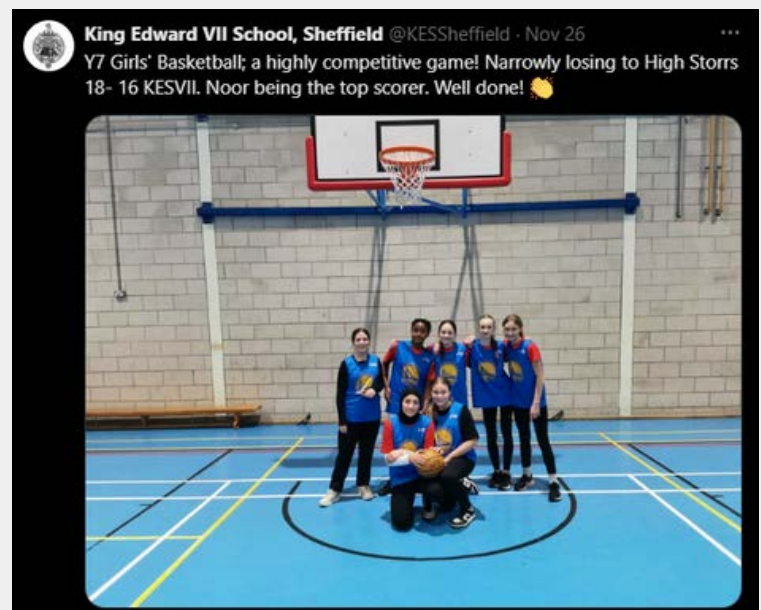 King Edward VII School, Sheffield @KESSheffield · Nov 26
Y7 Girls' Basketball; a highly competitive game! Narrowly losing to High Storrs
18- 16 KESVII. Noor being the top scorer. Well done! 👏